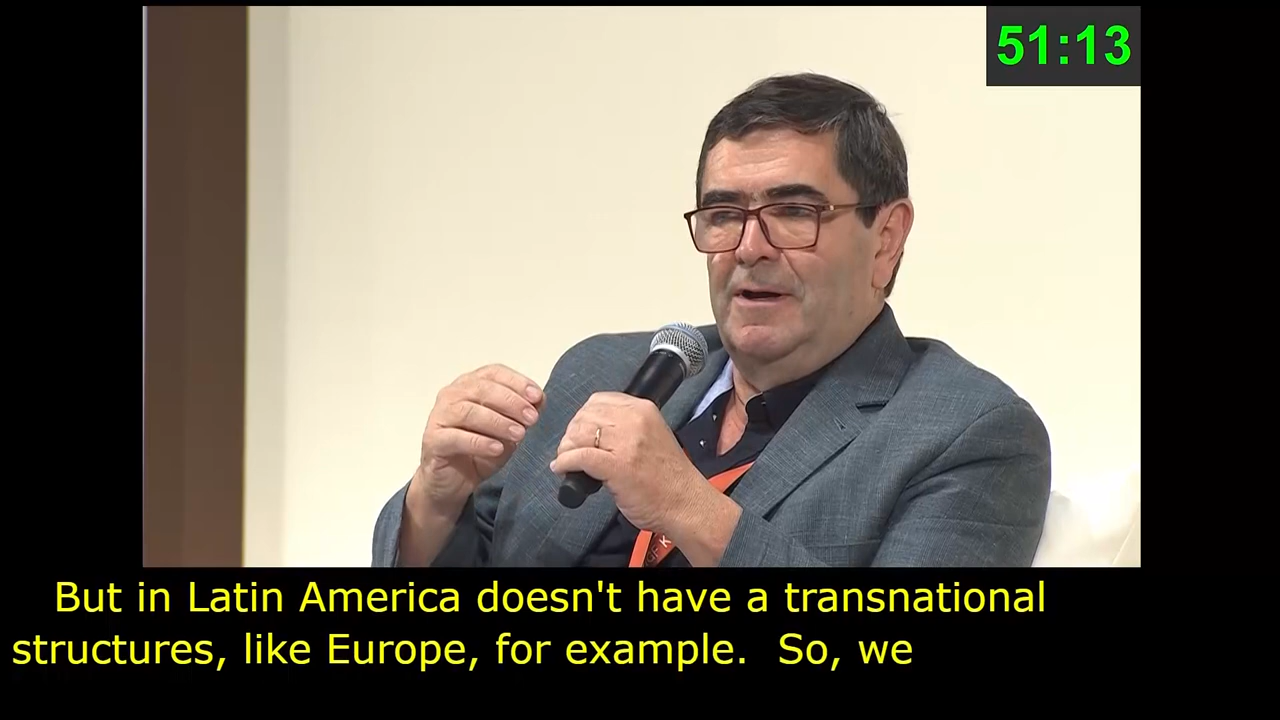 51:13
But in Latin America doesn't have a transnational
structures, like Europe, for example.  So, we